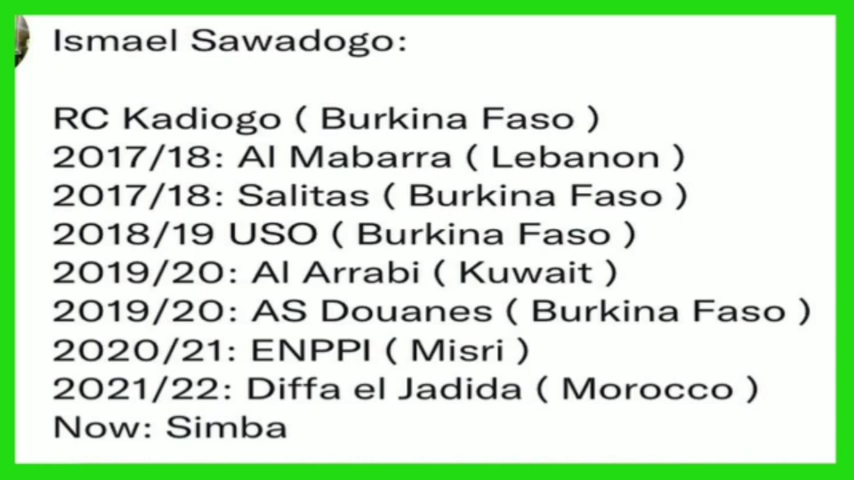 Ismael Sawadogo:
RC Kadiogo ( Burkina Faso )
2017/18: Al Mabarra ( Lebanon )
2017/18: Salitas ( Burkina Faso )
2018/19 USO ( Burkina Faso )
2019/20: Al Arrabi ( Kuwait )
2019/20: AS Douanes ( Burkina Faso )
2020/21: ENPPI ( Misri )
2021/22: Diffa el Jadida ( Morocco )
Now: Simba